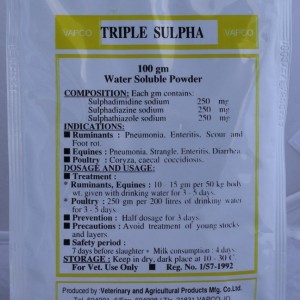 VAPCO TRIPLE SULPHA VAPCO
100 gm
Water Soluble Powder
COMPOSITION: Each gm contains:
Sulphadimidine sodium 250 mg
Sulphadiazine sodium 250 mg
Sulphathiazole sodium 250 mg
INDICATIONS:
■ Ruminants : Pneumonia, Enteritis, Scour and
Foot rot.
■ Equines : Pneumonia, Strangle, Enteritis, Diarrhea
■ Poultry : Coryza, caecal coccidiosis.
DOSAGE AND USAGE:
■ Treatment :
* Ruminants, Equines : 10 - 15 gm per 50 kg body
wt. given with drinking water for 3 - 5 days.
* Poultry : 250 gm per 200 litres of drinking water
for 3 - 5 days.
■ Prevention : Half dosage for 3 days.
■ Precautions : Avoid treatment of young stocks
and layers
■ Safety period :
7 days before slaughter * Milk consumption : 4 days.
STORAGE : Keep in dry, dark place at 10 - 30 C
For Vet. Use Only ■ Reg. No. 1/57-1992
Produced by : Veterinary and Agricultural Products Mfg. Co.Ltd.